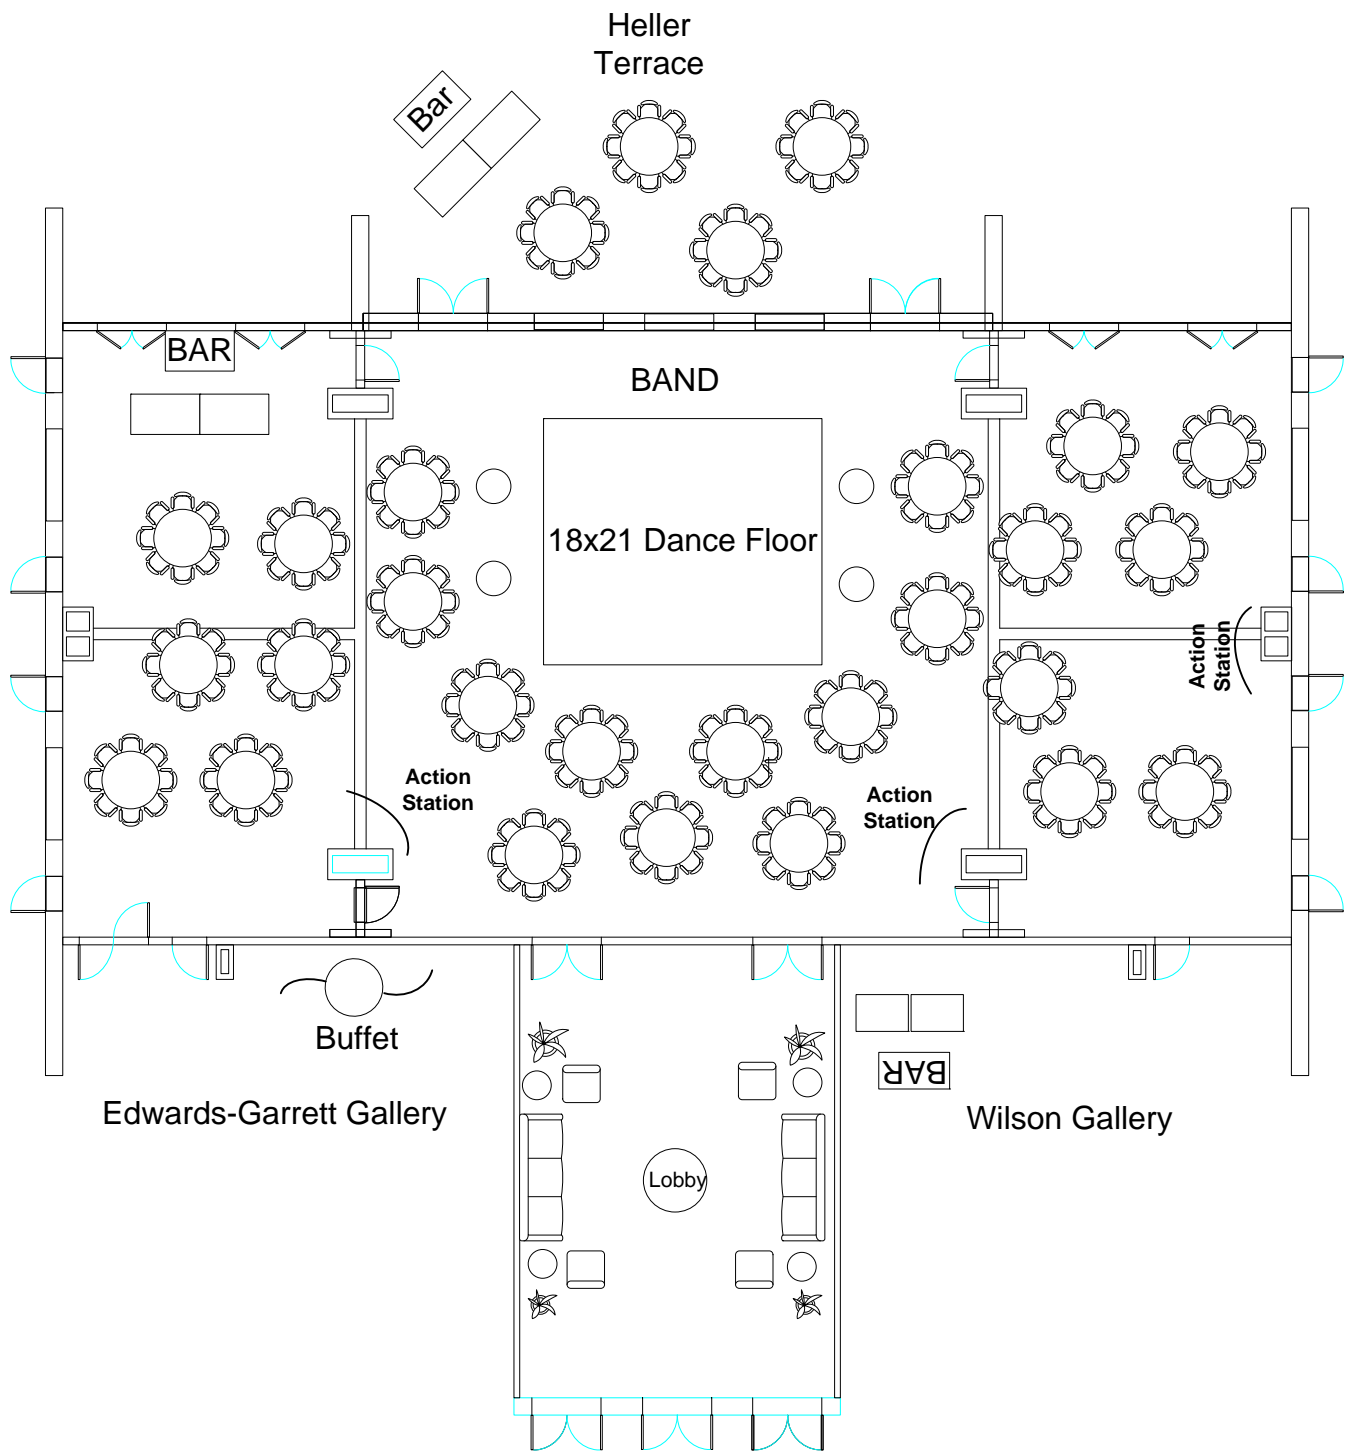 Heller
Terrace
Bar
BAR
BAND
18x21 Dance Floor
Action
Station
Action
Station
Action
Station
Buffet
BAR
Edwards-Garrett Gallery
Wilson Gallery
Lobby